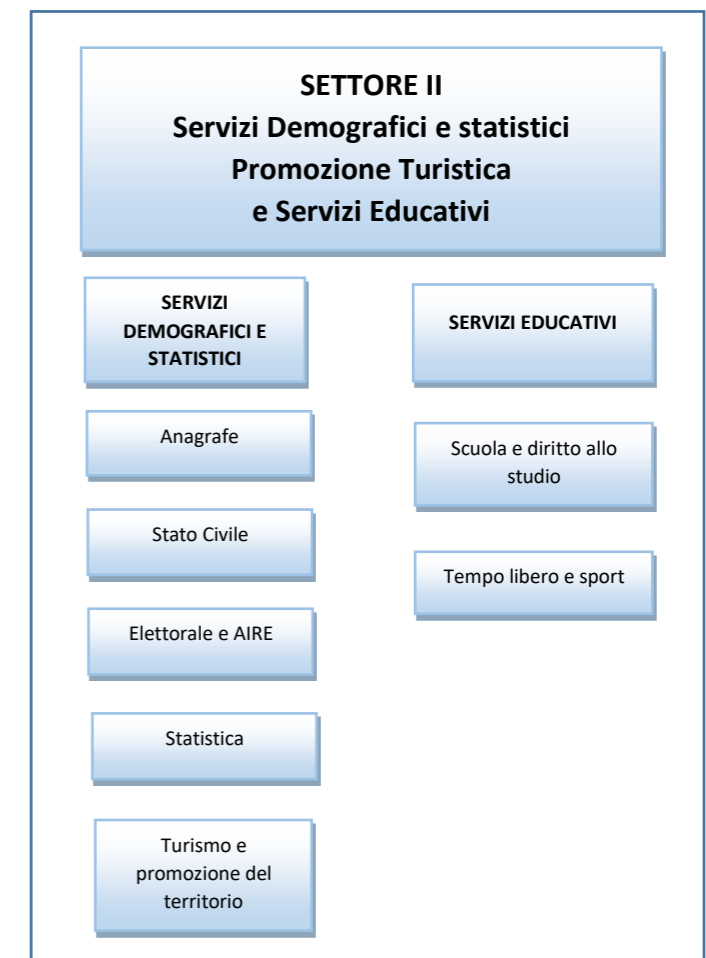 SETTORE II
Servizi Demografici e statistici
Promozione Turistica
e Servizi Educativi
SERVIZI
DEMOGRAFICI E
STATISTICI
Anagrafe
Stato Civile
Elettorale e AIRE
Statistica
Turismo e
promozione del
territorio
SERVIZI EDUCATIVI
Scuola e diritto allo
studio
Tempo libero e sport